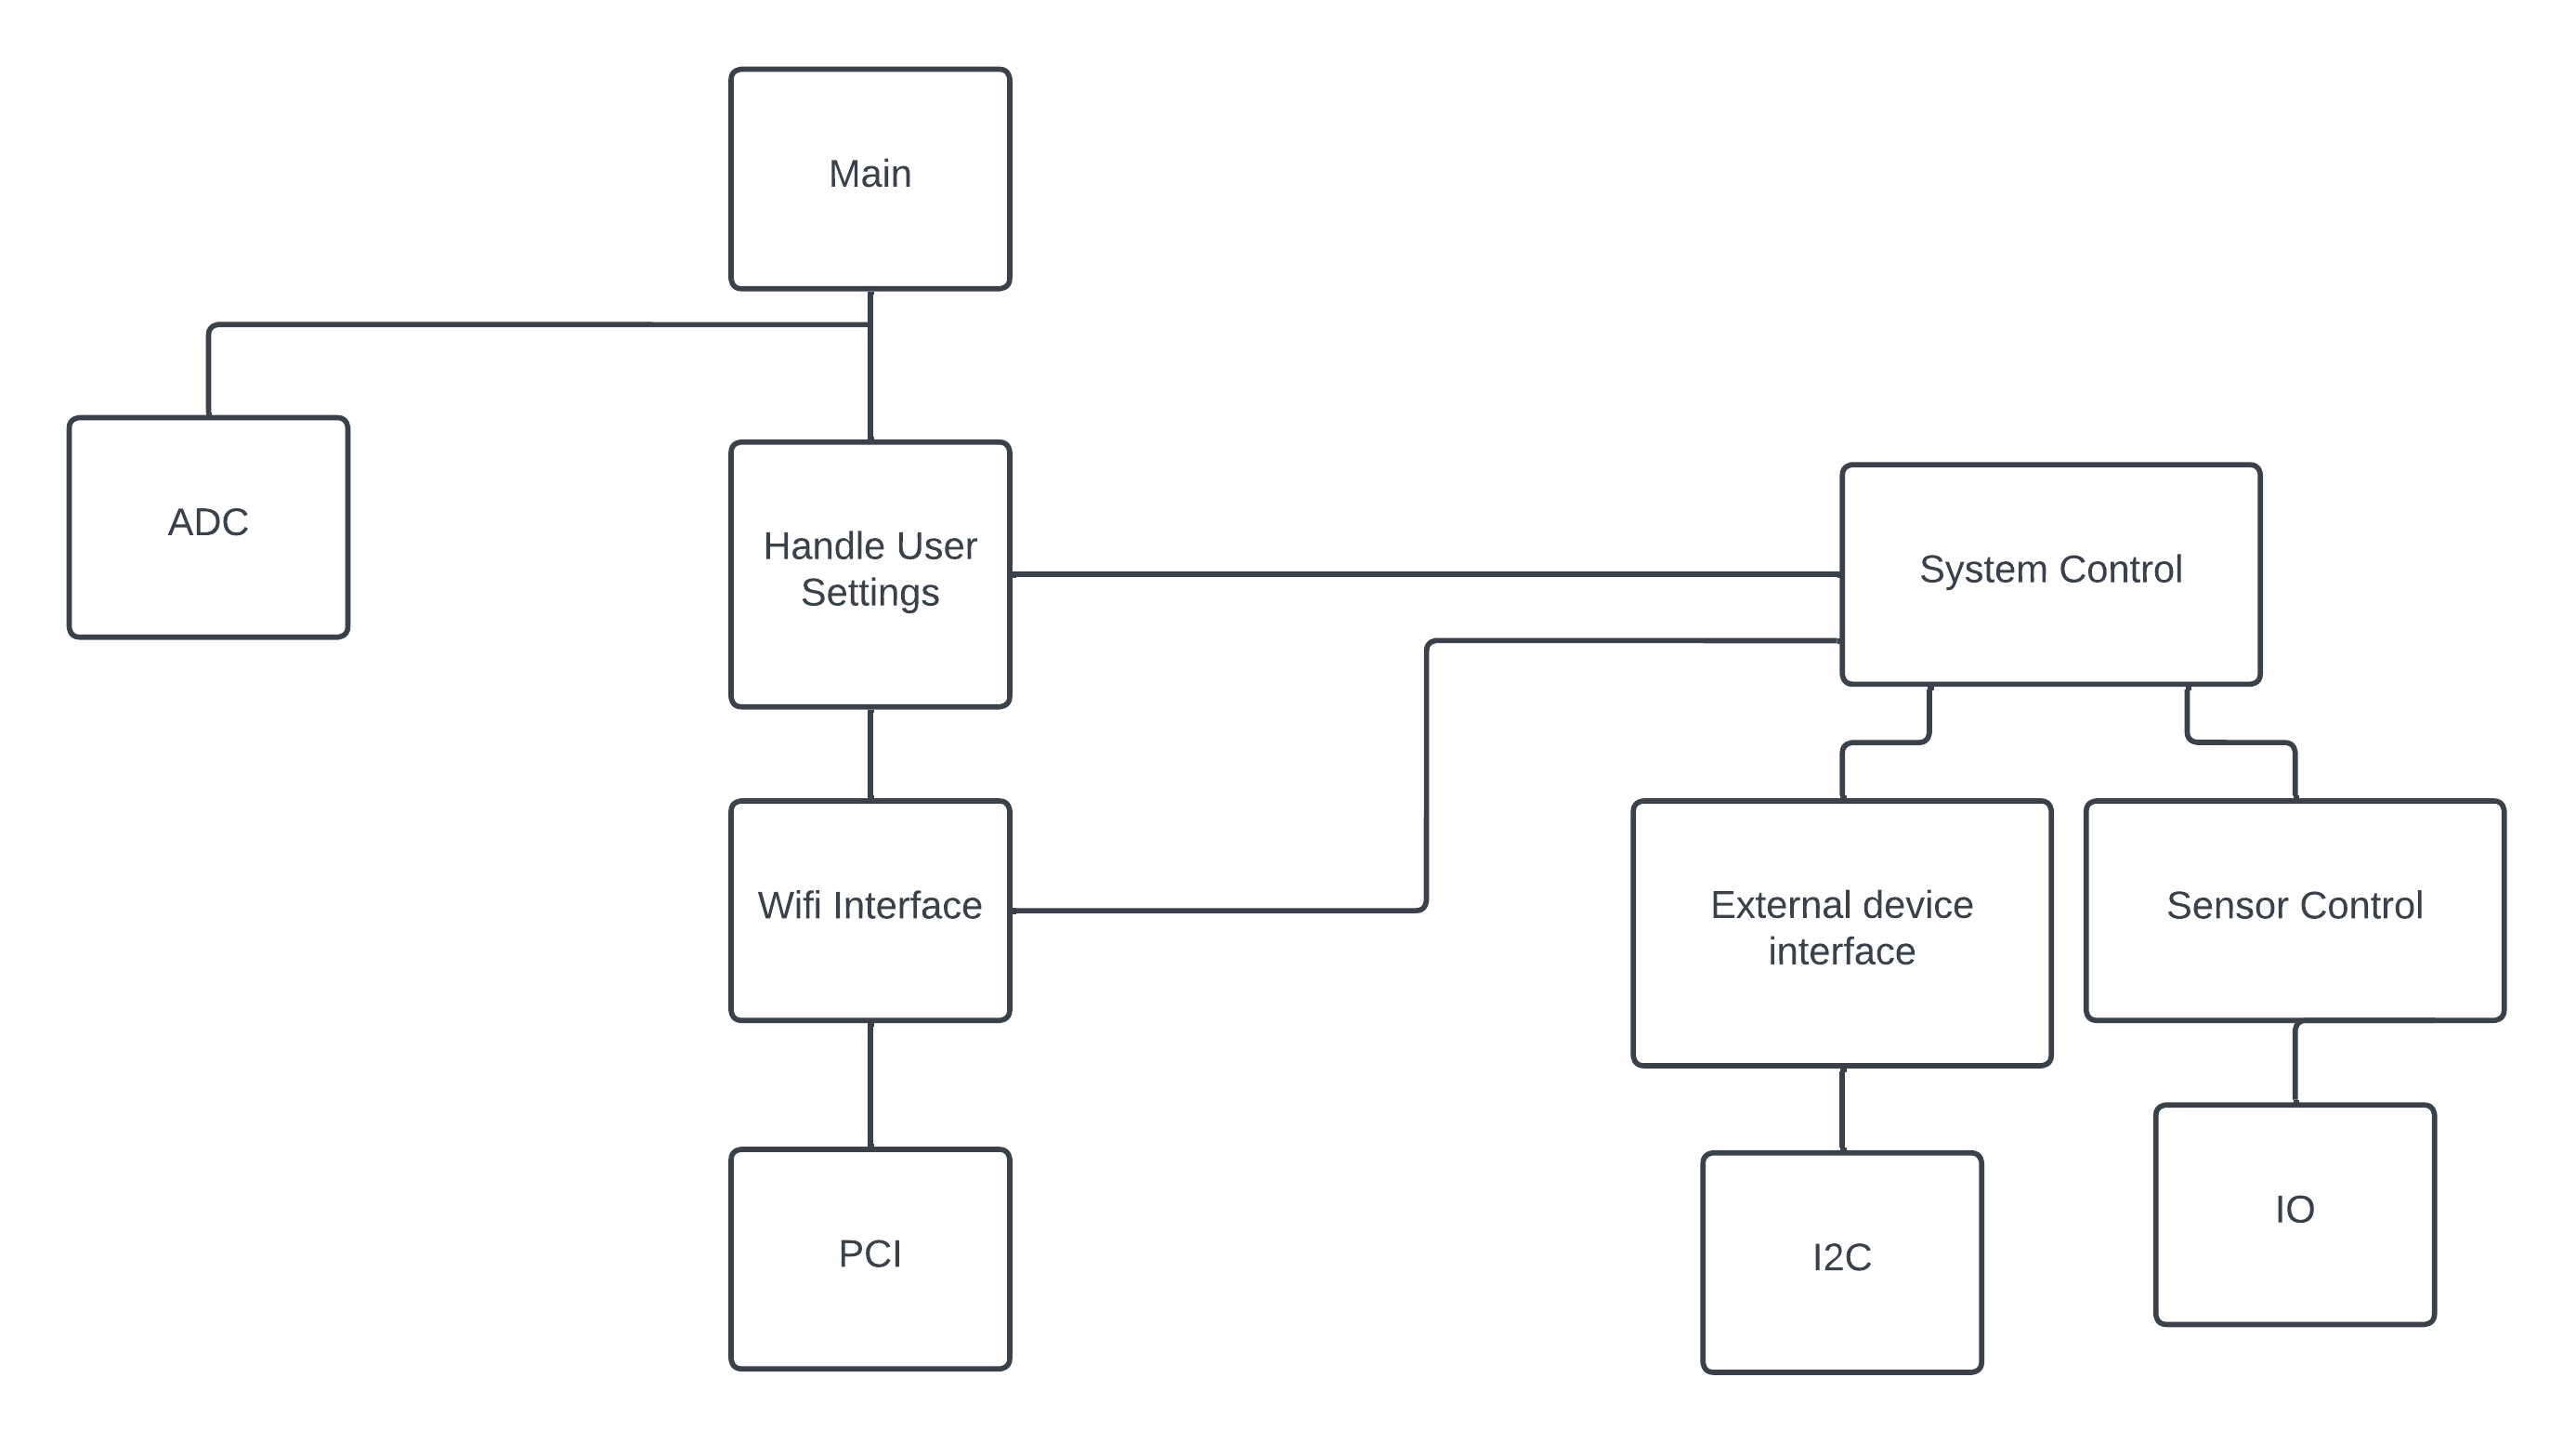 Main
ADC
Handle User
Settings
System Control
Wifi Interface
External device
interface
Sensor Control
PCI
I2C
IO